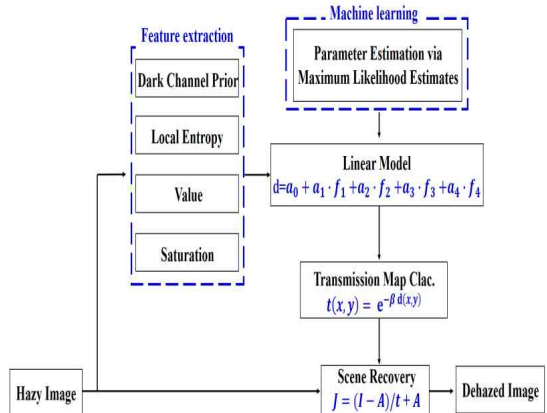 Machine learning
Parameter Estimation via
Maximum Likelihood Estimates
Feature extraction
Dark Channel Prior
Local Entropy
Value
Saturation
Linear Model
d=a₀ + a₁ · f₁ +a₂ · f₂ +a₃ · f₃ +a₄ · f₄
Transmission Map Clac.
t(x, y) = e^{−β d(x,y)}
Hazy Image
Scene Recovery
J = (I − A)/t + A
Dehazed Image